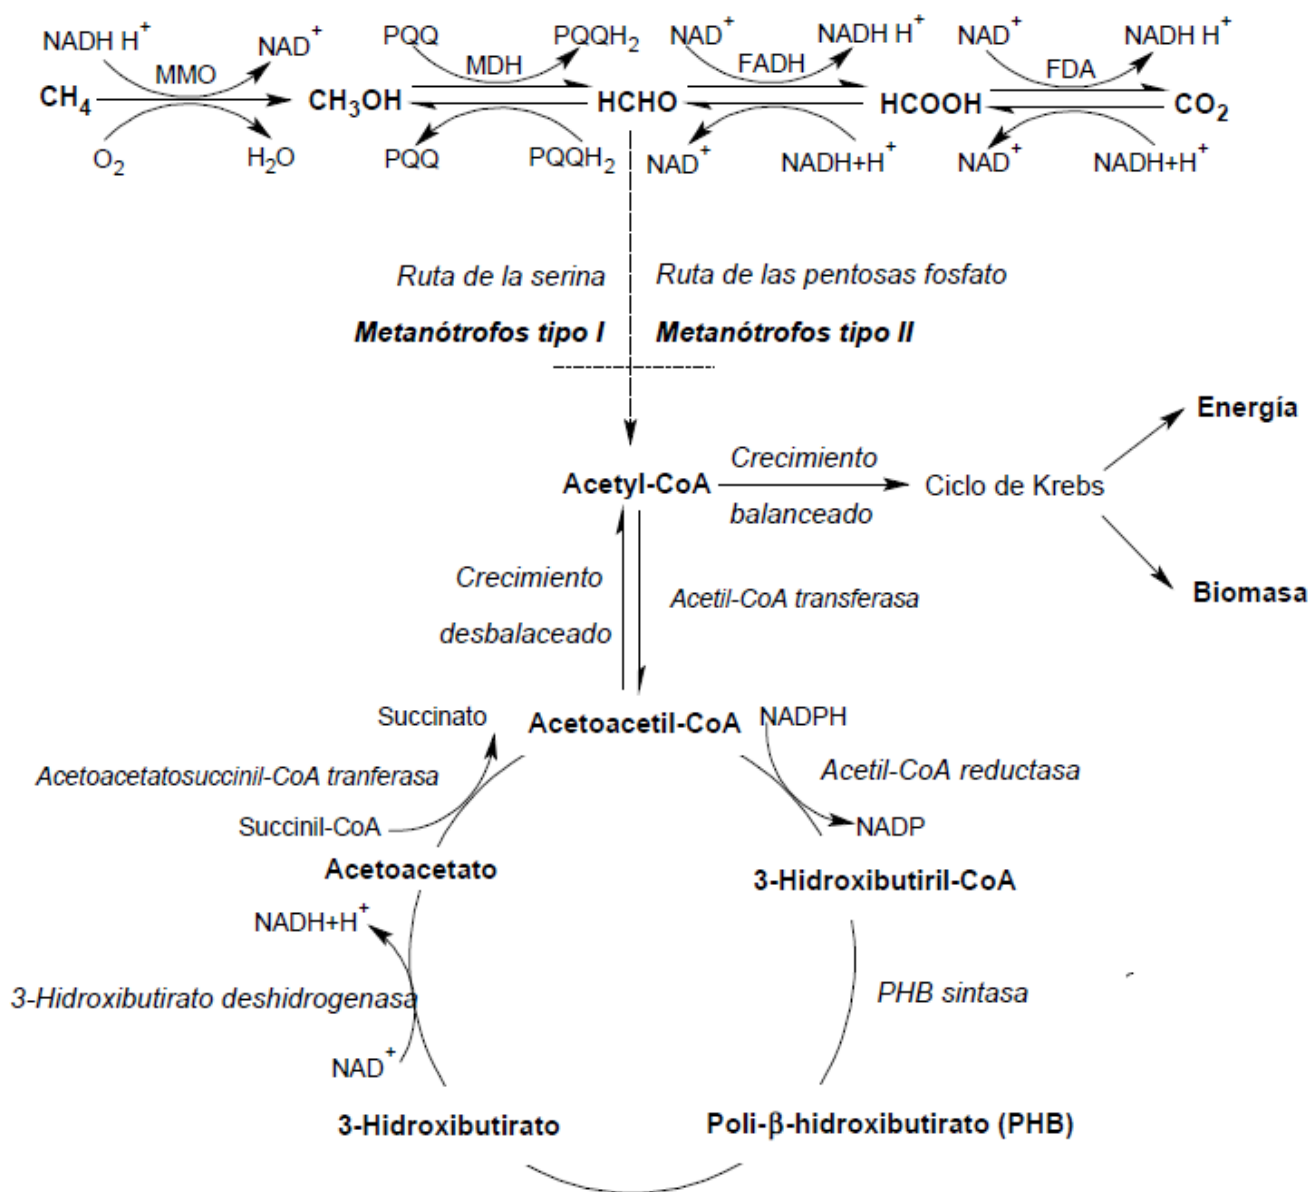 NADH H+ NAD+ PQQ PQQH2 NAD+ NADH H+ NAD+ NADH H+
MMO MDH FADH FDA
CH4 CH3OH HCHO HCOOH CO2
O2 H2O PQQ PQQH2 NAD+ NADH+H+ NAD+ NADH+H+
Ruta de la serina Ruta de las pentosas fosfato
Metanótrofos tipo I Metanótrofos tipo II
Energía
Crecimiento
Acetyl-CoA Ciclo de Krebs
balanceado
Crecimiento Acetil-CoA transferasa Biomasa
desbalaceado
Succinato Acetoacetil-CoA NADPH
Acetoacetatosuccinil-CoA tranferasa Acetil-CoA reductasa
Succinil-CoA NADP
Acetoacetato 3-Hidroxibutiril-CoA
NADH+H+
3-Hidroxibutirato deshidrogenasa PHB sintasa
NAD+
3-Hidroxibutirato Poli-β-hidroxibutirato (PHB)